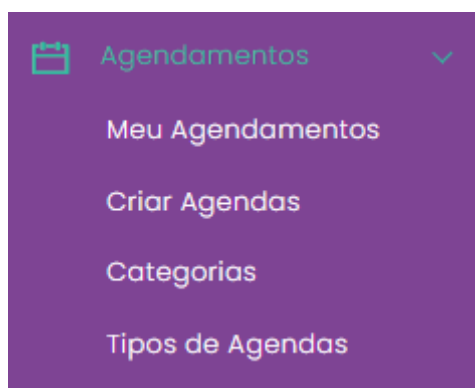 Agendamentos
Meu Agendamentos
Criar Agendas
Categorias
Tipos de Agendas